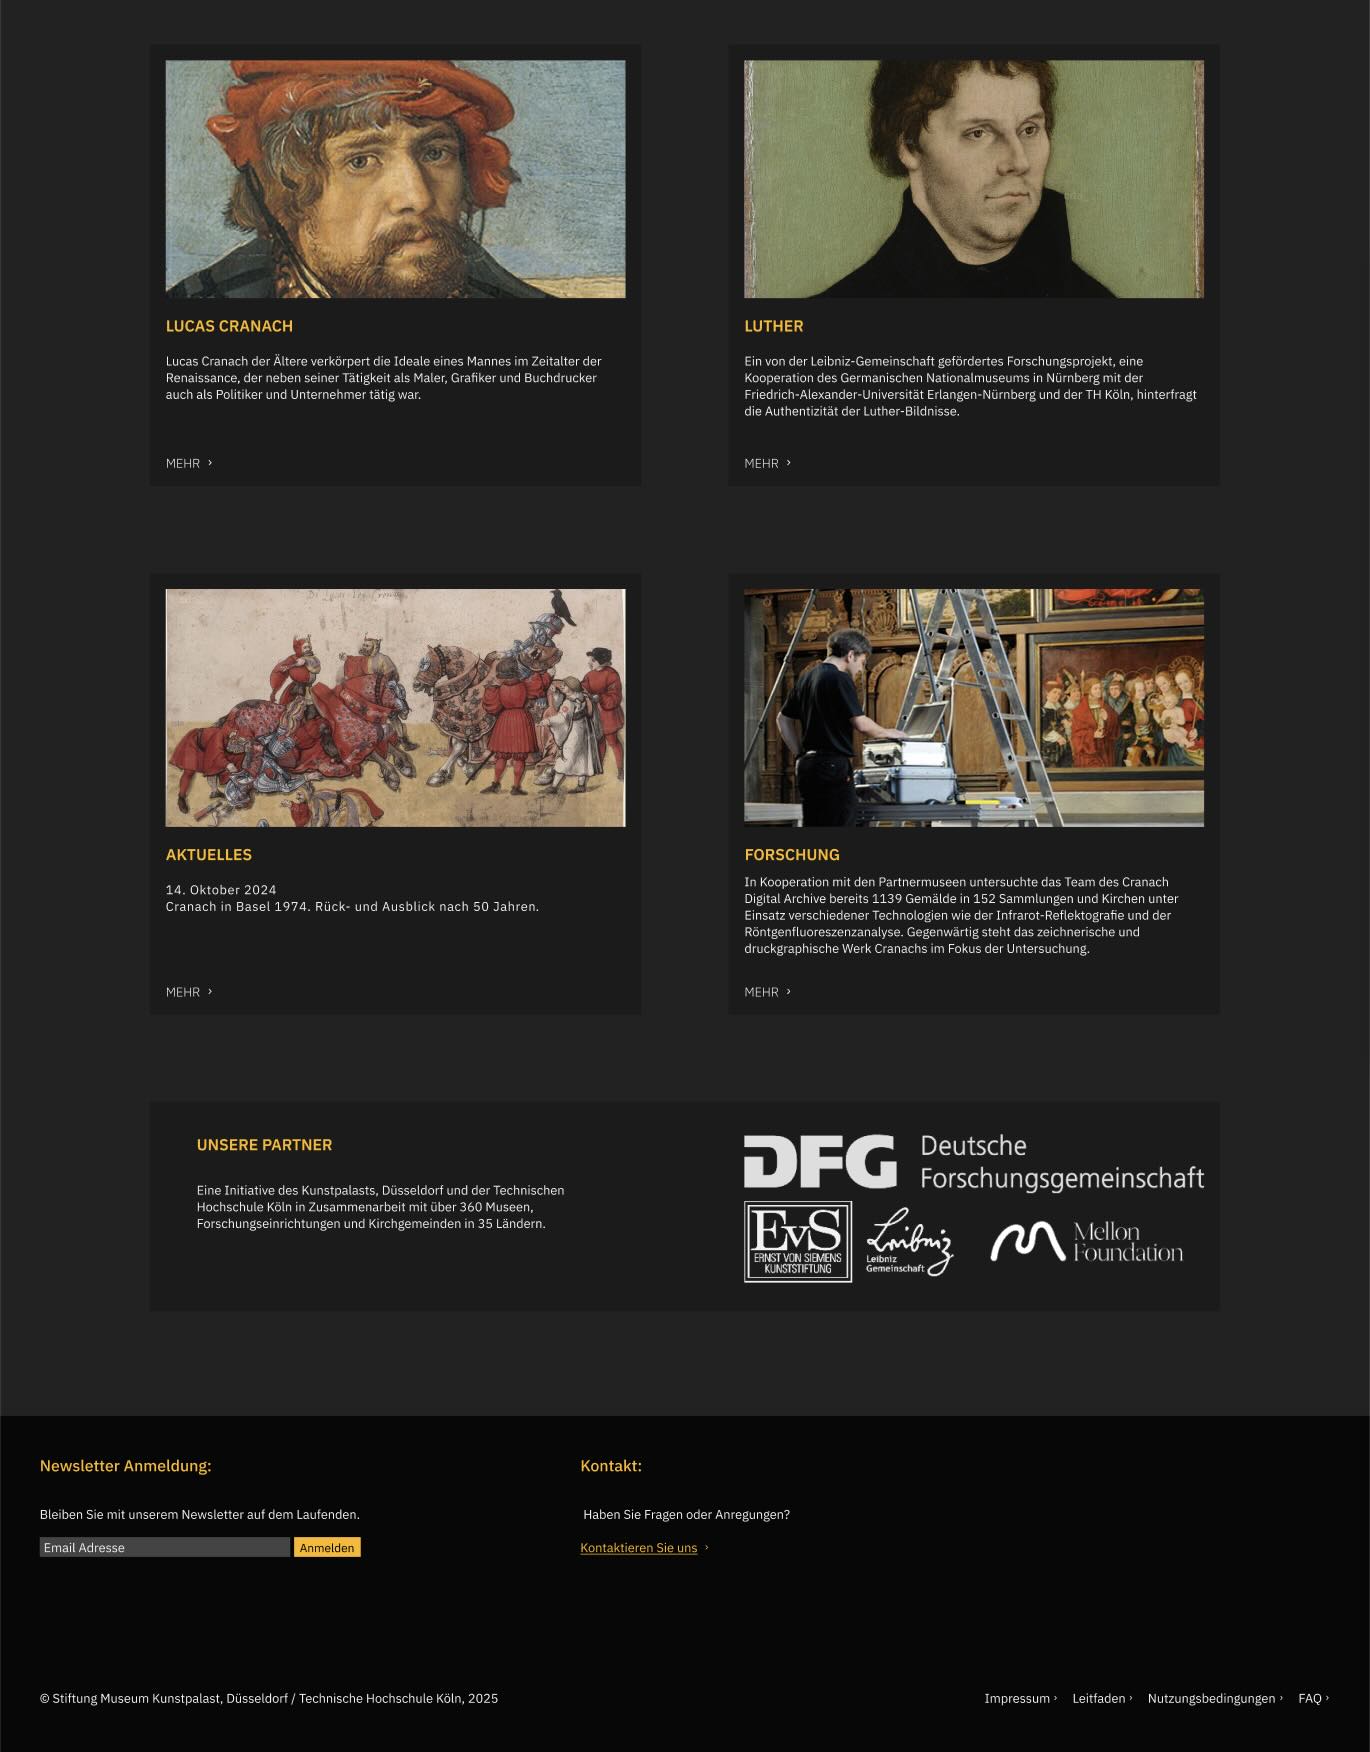 LUCAS CRANACH
Lucas Cranach der Ältere verkörpert die Ideale eines Mannes im Zeitalter der
Renaissance, der neben seiner Tätigkeit als Maler, Grafiker und Buchdrucker
auch als Politiker und Unternehmer tätig war.
MEHR ›
LUTHER
Ein von der Leibniz-Gemeinschaft gefördertes Forschungsprojekt, eine
Kooperation des Germanischen Nationalmuseums in Nürnberg mit der
Friedrich-Alexander-Universität Erlangen-Nürnberg und der TH Köln, hinterfragt
die Authentizität der Luther-Bildnisse.
MEHR ›
AKTUELLES
14. Oktober 2024
Cranach in Basel 1974. Rück- und Ausblick nach 50 Jahren.
MEHR ›
FORSCHUNG
In Kooperation mit den Partnermuseen untersuchte das Team des Cranach
Digital Archive bereits 1139 Gemälde in 152 Sammlungen und Kirchen unter
Einsatz verschiedener Technologien wie der Infrarot-Reflektografie und der
Röntgenfluoreszenzanalyse. Gegenwärtig steht das zeichnerische und
druckgraphische Werk Cranachs im Fokus der Untersuchung.
MEHR ›
UNSERE PARTNER
Eine Initiative des Kunstpalasts, Düsseldorf und der Technischen
Hochschule Köln in Zusammenarbeit mit über 360 Museen,
Forschungseinrichtungen und Kirchgemeinden in 35 Ländern.
DFG Deutsche
Forschungsgemeinschaft
EvS
ERNST VON SIEMENS
KUNSTSTIFTUNG
Leibniz
Leibniz
Gemeinschaft
Mellon
Foundation
Newsletter Anmeldung:
Bleiben Sie mit unserem Newsletter auf dem Laufenden.
Email Adresse Anmelden
Kontakt:
Haben Sie Fragen oder Anregungen?
Kontaktieren Sie uns ›
© Stiftung Museum Kunstpalast, Düsseldorf / Technische Hochschule Köln, 2025
Impressum › Leitfaden › Nutzungsbedingungen › FAQ ›